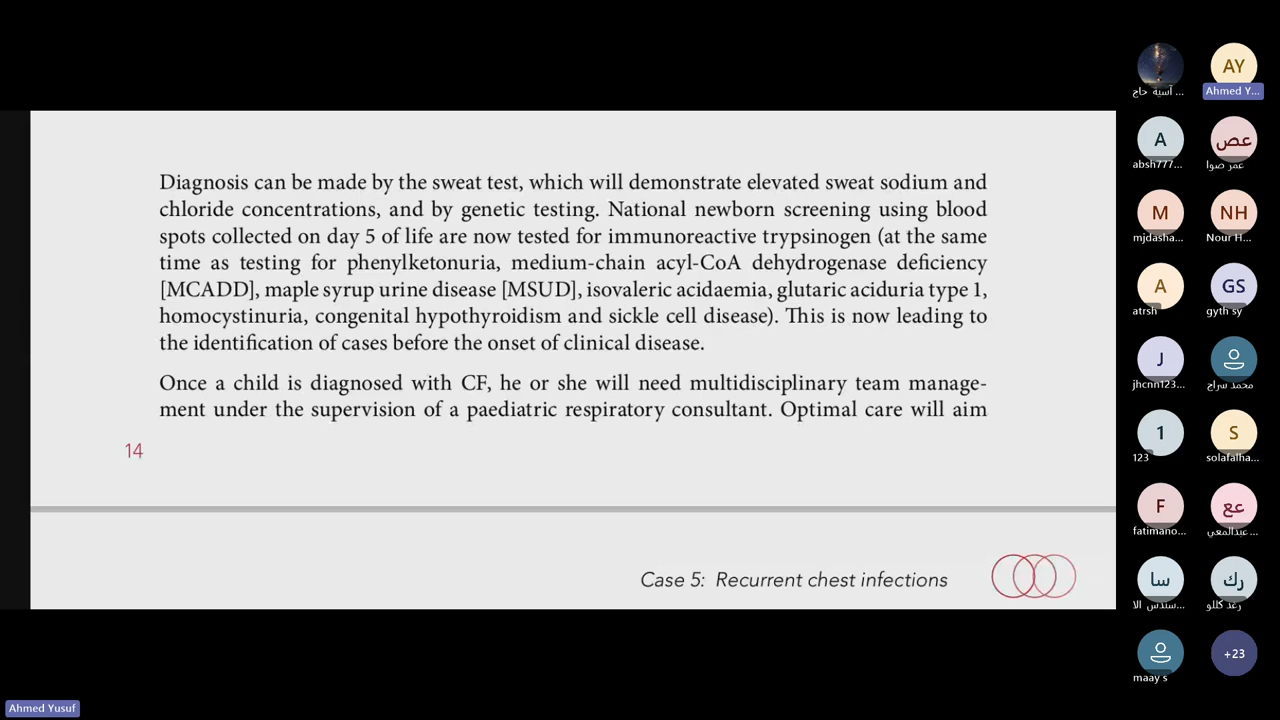 Diagnosis can be made by the sweat test, which will demonstrate elevated sweat sodium and
chloride concentrations, and by genetic testing. National newborn screening using blood
spots collected on day 5 of life are now tested for immunoreactive trypsinogen (at the same
time as testing for phenylketonuria, medium-chain acyl-CoA dehydrogenase deficiency
[MCADD], maple syrup urine disease [MSUD], isovaleric acidaemia, glutaric aciduria type 1,
homocystinuria, congenital hypothyroidism and sickle cell disease). This is now leading to
the identification of cases before the onset of clinical disease.
Once a child is diagnosed with CF, he or she will need multidisciplinary team manage-
ment under the supervision of a paediatric respiratory consultant. Optimal care will aim
14
Case 5: Recurrent chest infections
آسية حاج ...
AY
Ahmed Y...
A
absh777...
عص
عمر صوا
M
mjdasha...
NH
Nour H...
A
atrsh
GS
gyth sy
J
jhcnn123...
محمد سراج
1
123
S
solafalha...
F
fatimano...
عع
عبدالمعي ...
سا
سندس الا...
رك
رغد كللو
maay s
+23
Ahmed Yusuf